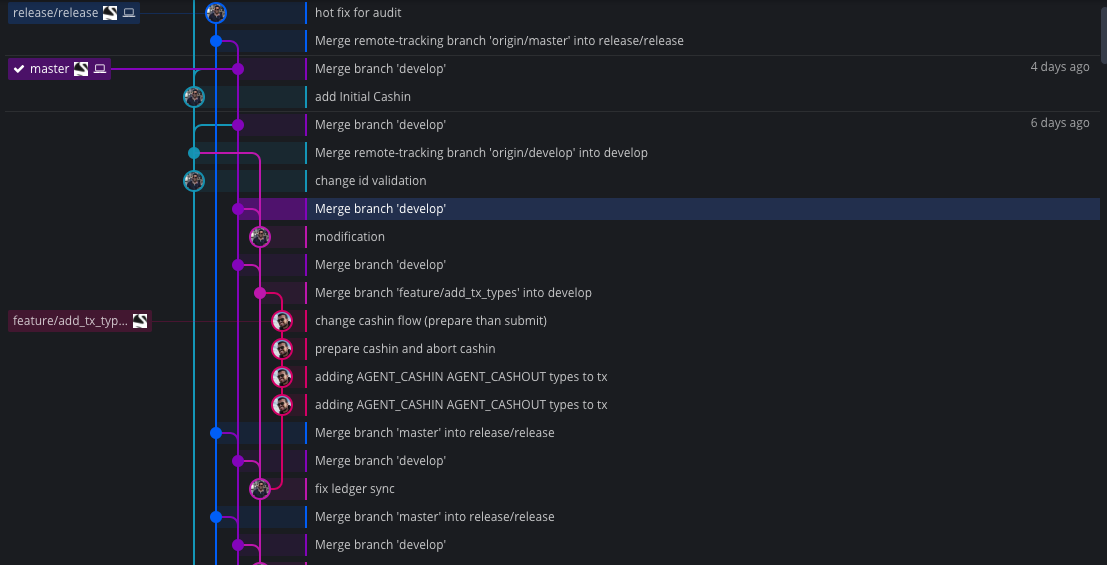 release/release hot fix for audit
Merge remote-tracking branch 'origin/master' into release/release
master Merge branch 'develop' 4 days ago
add Initial Cashin
Merge branch 'develop' 6 days ago
Merge remote-tracking branch 'origin/develop' into develop
change id validation
Merge branch 'develop'
modification
Merge branch 'develop'
Merge branch 'feature/add_tx_types' into develop
feature/add_tx_typ... change cashin flow (prepare than submit)
prepare cashin and abort cashin
adding AGENT_CASHIN AGENT_CASHOUT types to tx
adding AGENT_CASHIN AGENT_CASHOUT types to tx
Merge branch 'master' into release/release
Merge branch 'develop'
fix ledger sync
Merge branch 'master' into release/release
Merge branch 'develop'